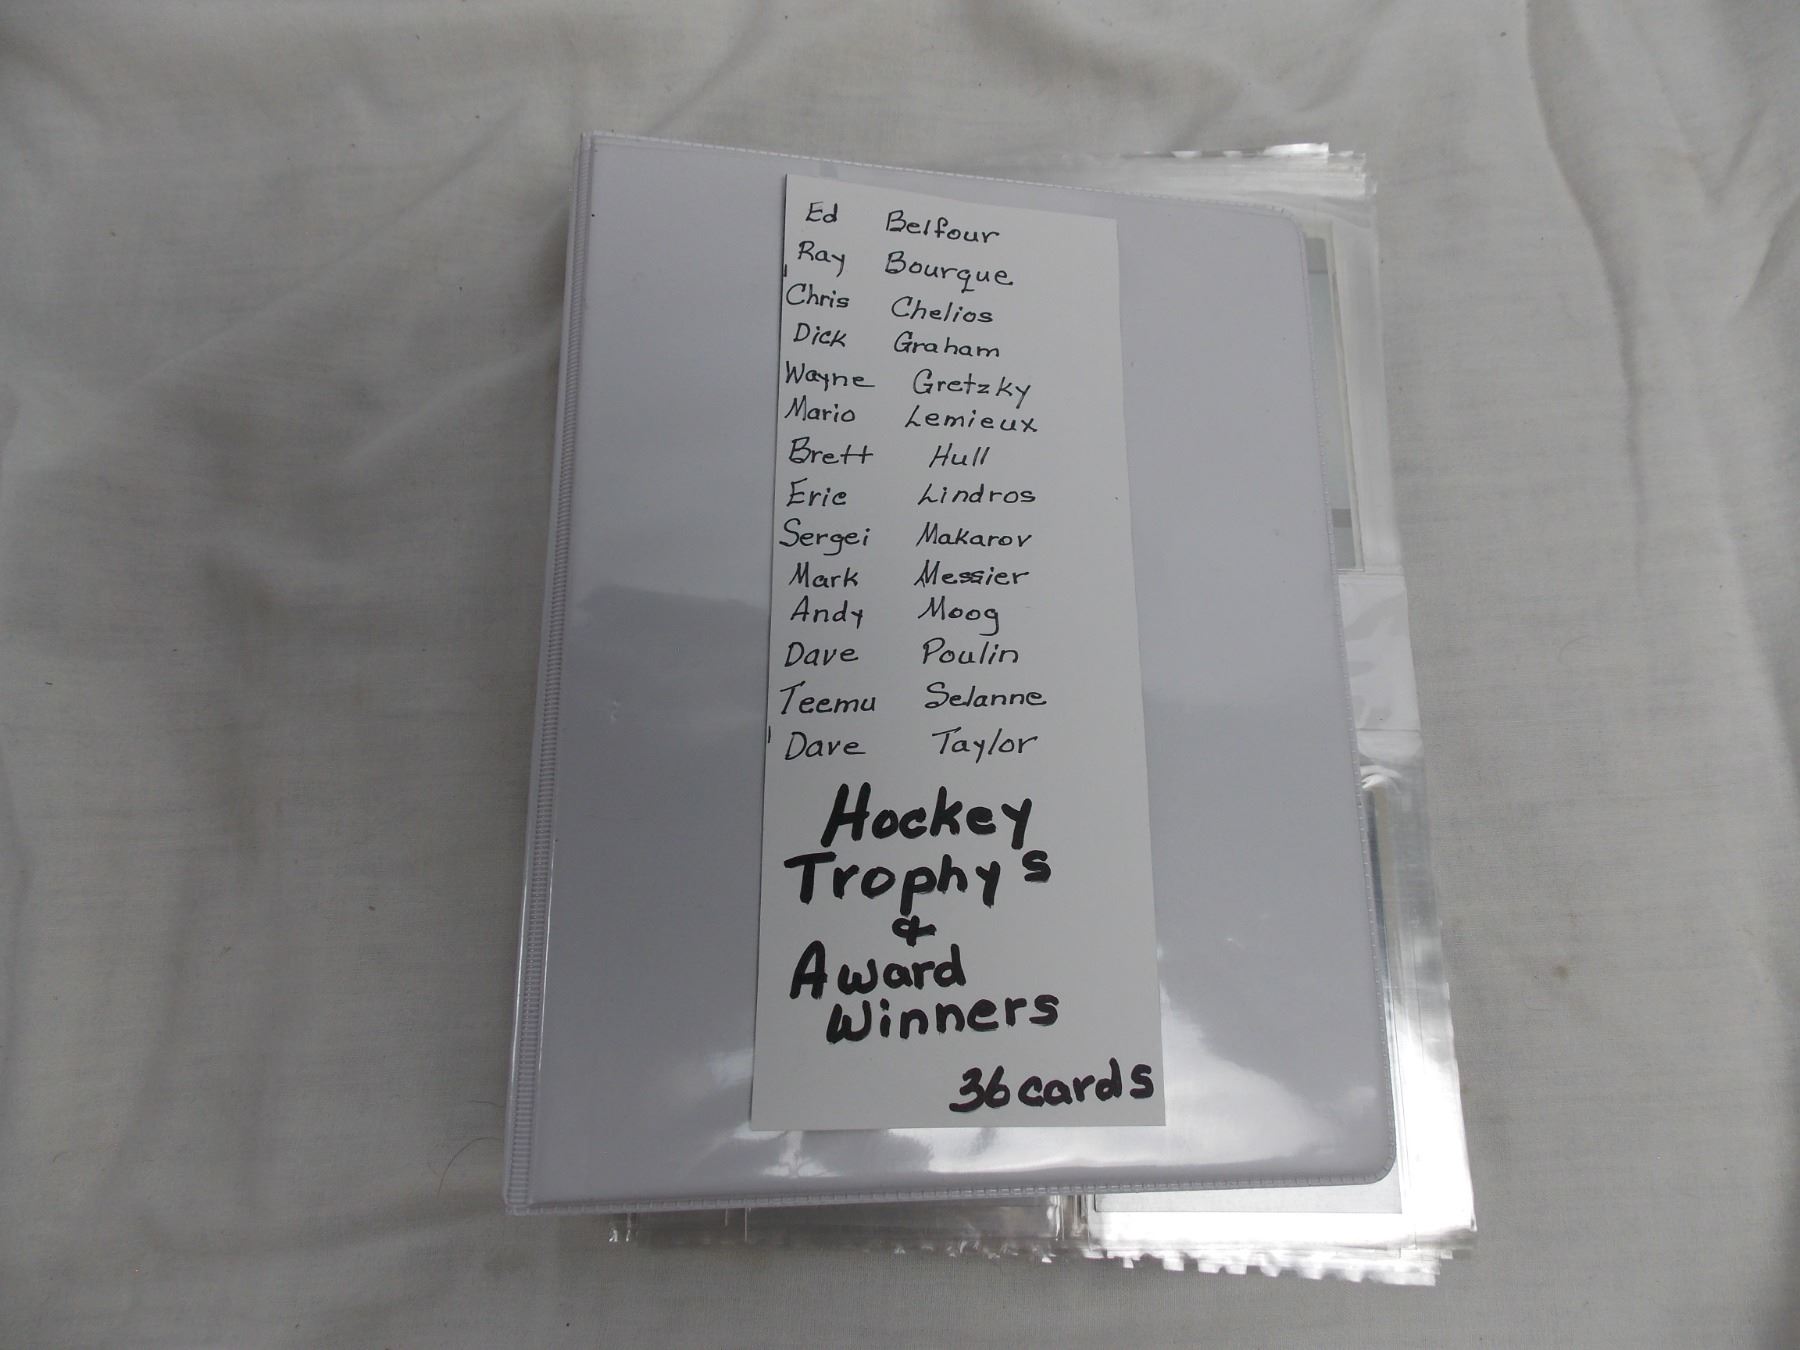 Ed Belfour
Ray Bourque
Chris Chelios
Dick Graham
Wayne Gretzky
Mario Lemieux
Brett Hull
Eric Lindros
Sergei Makarov
Mark Messier
Andy Moog
Dave Poulin
Teemu Selanne
Dave Taylor
Hockey
Trophy s
&
Award
Winners
36 cards